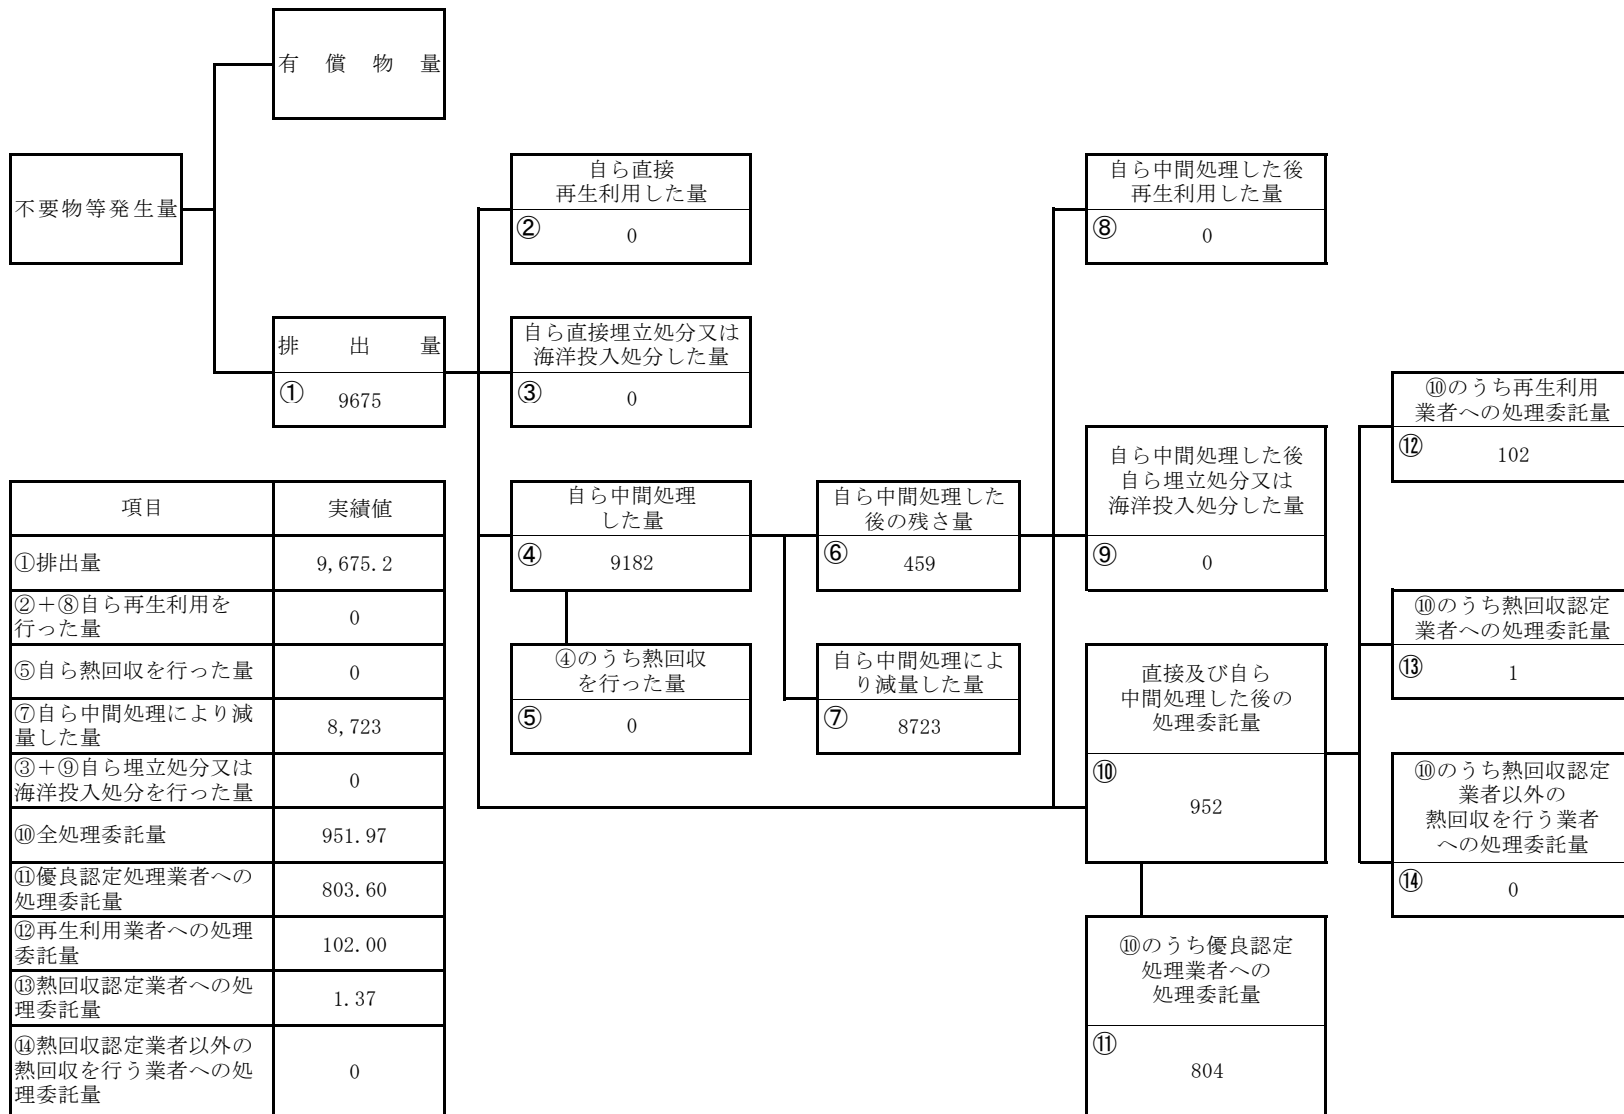 有償物量
不要物等発生量
排出量
①
9675
自ら直接
再生利用した量
②
0
自ら直接埋立処分又は
海洋投入処分した量
③
0
自ら中間処理
した量
④
9182
④のうち熱回収
を行った量
⑤
0
自ら中間処理した
後の残さ量
⑥
459
自ら中間処理によ
り減量した量
⑦
8723
自ら中間処理した後
再生利用した量
⑧
0
自ら中間処理した後
自ら埋立処分又は
海洋投入処分した量
⑨
0
直接及び自ら
中間処理した後の
処理委託量
⑩
952
⑩のうち優良認定
処理業者への
処理委託量
⑪
804
⑩のうち再生利用
業者への処理委託量
⑫
102
⑩のうち熱回収認定
業者への処理委託量
⑬
1
⑩のうち熱回収認定
業者以外の
熱回収を行う業者
への処理委託量
⑭
0
項目 実績値
①排出量 9,675.2
②+⑧自ら再生利用を
行った量 0
⑤自ら熱回収を行った量 0
⑦自ら中間処理により減
量した量 8,723
③+⑨自ら埋立処分又は
海洋投入処分を行った量 0
⑩全処理委託量 951.97
⑪優良認定処理業者への
処理委託量 803.60
⑫再生利用業者への処理
委託量 102.00
⑬熱回収認定業者への処
理委託量 1.37
⑭熱回収認定業者以外の
熱回収を行う業者への処
理委託量 0